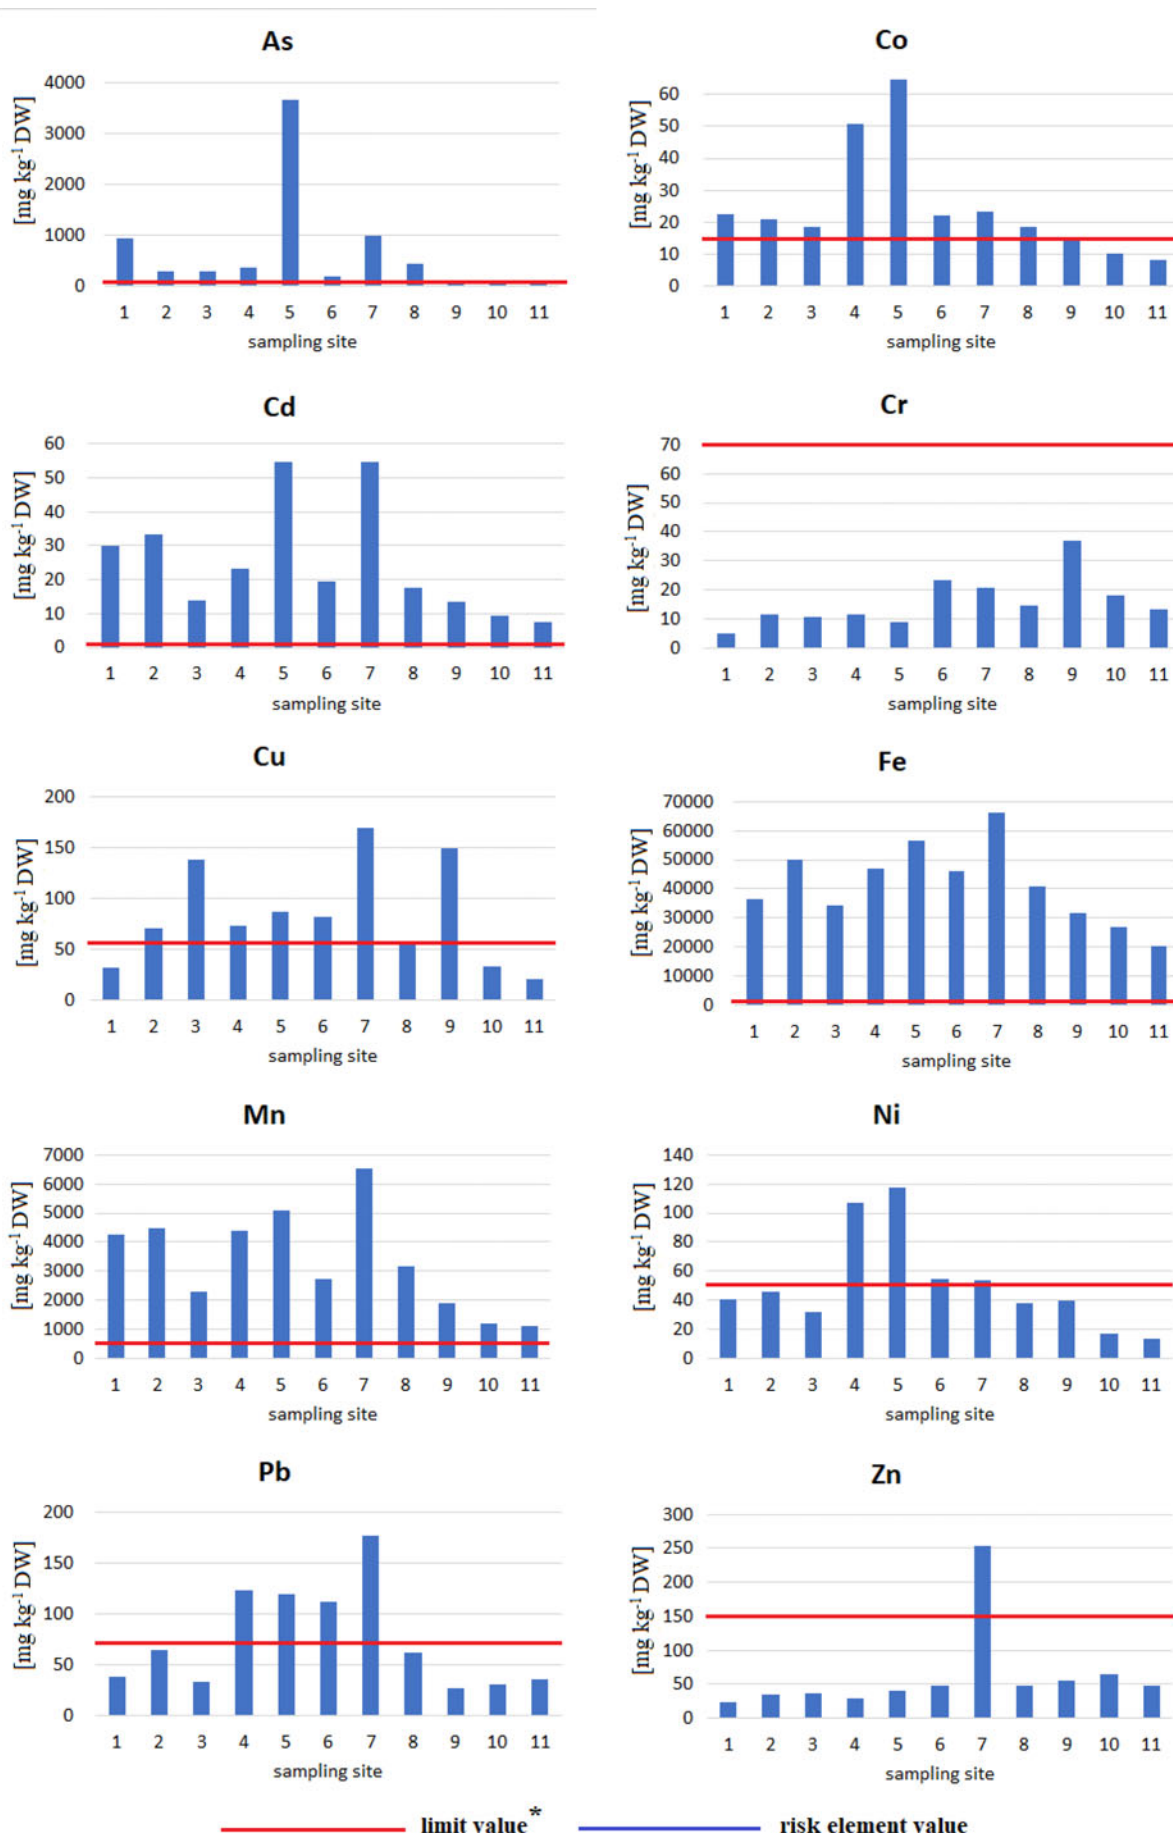 As
[mg kg-1 DW]
4000
3000
2000
1000
0
1 2 3 4 5 6 7 8 9 10 11
sampling site
Co
[mg kg-1 DW]
60
50
40
30
20
10
0
1 2 3 4 5 6 7 8 9 10 11
sampling site
Cd
[mg kg-1 DW]
60
50
40
30
20
10
0
1 2 3 4 5 6 7 8 9 10 11
sampling site
Cr
[mg kg-1 DW]
70
60
50
40
30
20
10
0
1 2 3 4 5 6 7 8 9 10 11
sampling site
Cu
[mg kg-1 DW]
200
150
100
50
0
1 2 3 4 5 6 7 8 9 10 11
sampling site
Fe
[mg kg-1 DW]
70000
60000
50000
40000
30000
20000
10000
0
1 2 3 4 5 6 7 8 9 10 11
sampling site
Mn
[mg kg-1 DW]
7000
6000
5000
4000
3000
2000
1000
0
1 2 3 4 5 6 7 8 9 10 11
sampling site
Ni
[mg kg-1 DW]
140
120
100
80
60
40
20
0
1 2 3 4 5 6 7 8 9 10 11
sampling site
Pb
[mg kg-1 DW]
200
150
100
50
0
1 2 3 4 5 6 7 8 9 10 11
sampling site
Zn
[mg kg-1 DW]
300
250
200
150
100
50
0
1 2 3 4 5 6 7 8 9 10 11
sampling site
limit value* risk element value